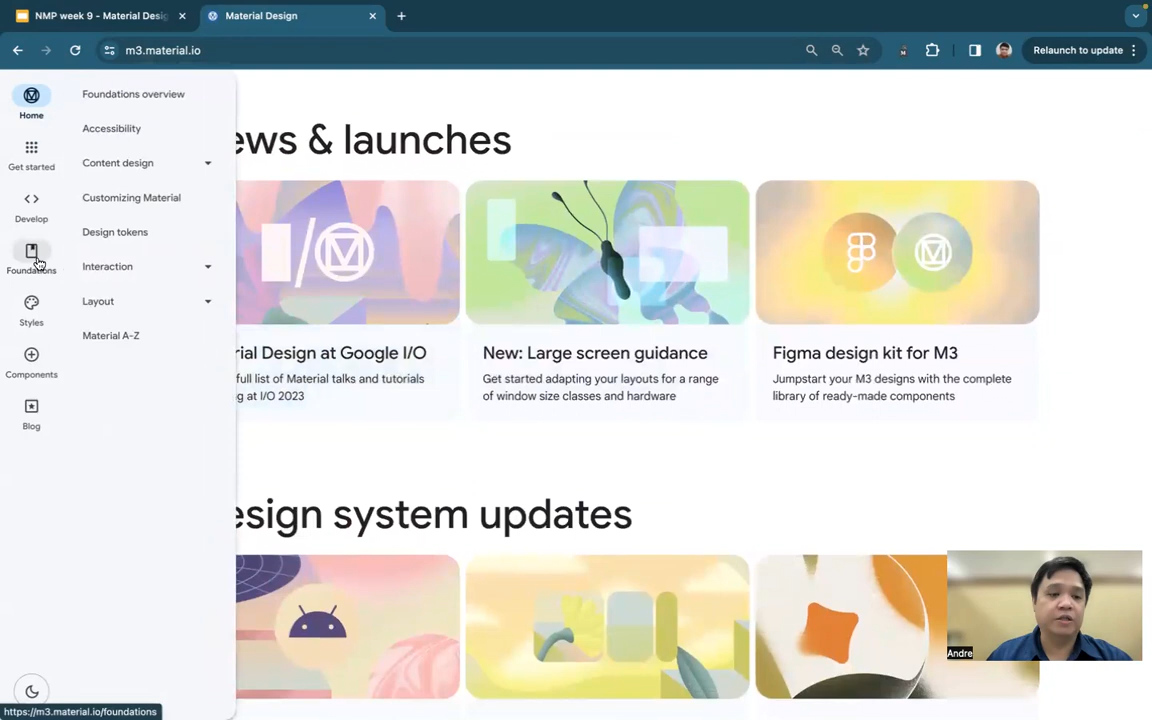 NMP week 9 - Material Desig
Material Design
m3.material.io
Relaunch to update
Home
Get started
Develop
Foundations
Styles
Components
Blog
Foundations overview
Accessibility
Content design
Customizing Material
Design tokens
Interaction
Layout
Material A-Z
ews & launches
rial Design at Google I/O
full list of Material talks and tutorials
g at I/O 2023
New: Large screen guidance
Get started adapting your layouts for a range
of window size classes and hardware
Figma design kit for M3
Jumpstart your M3 designs with the complete
library of ready-made components
esign system updates
Andre
https://m3.material.io/foundations